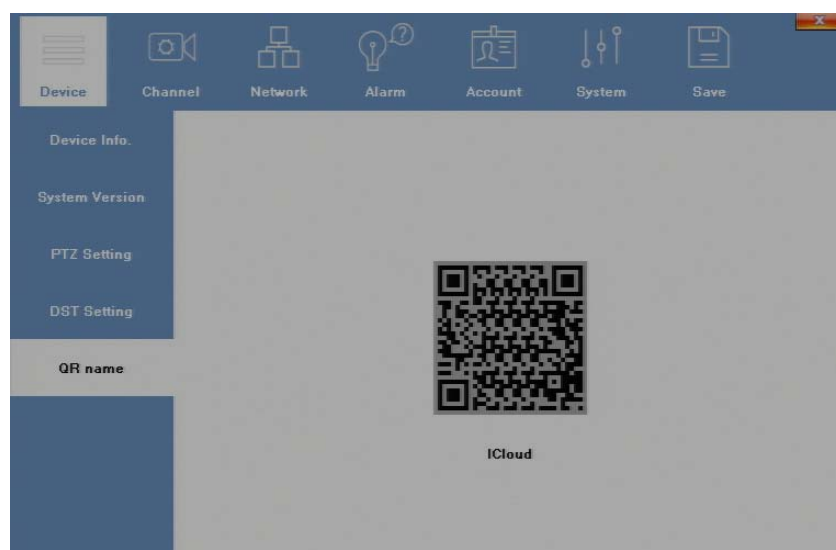 Device Channel Network Alarm Account System Save
Device Info.
System Version
PTZ Setting
DST Setting
QR name
ICloud